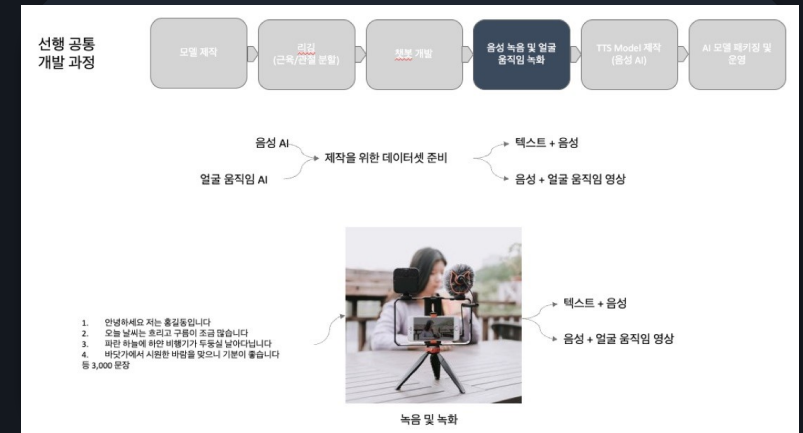 선행 공통
개발 과정
모델 제작
리깅
(근육/관절 분할)
챗봇 개발
음성 녹음 및 얼굴
움직임 녹화
TTS Model 제작
(음성 AI)
AI 모델 패키징 및
운영
음성 AI
얼굴 움직임 AI
제작을 위한 데이터셋 준비
텍스트 + 음성
음성 + 얼굴 움직임 영상
1. 안녕하세요 저는 홍길동입니다
2. 오늘 날씨는 흐리고 구름이 조금 많습니다
3. 파란 하늘에 하얀 비행기가 두둥실 날아다닙니다
4. 바닷가에서 시원한 바람을 맞으니 기분이 좋습니다
등 3,000 문장
텍스트 + 음성
음성 + 얼굴 움직임 영상
녹음 및 녹화